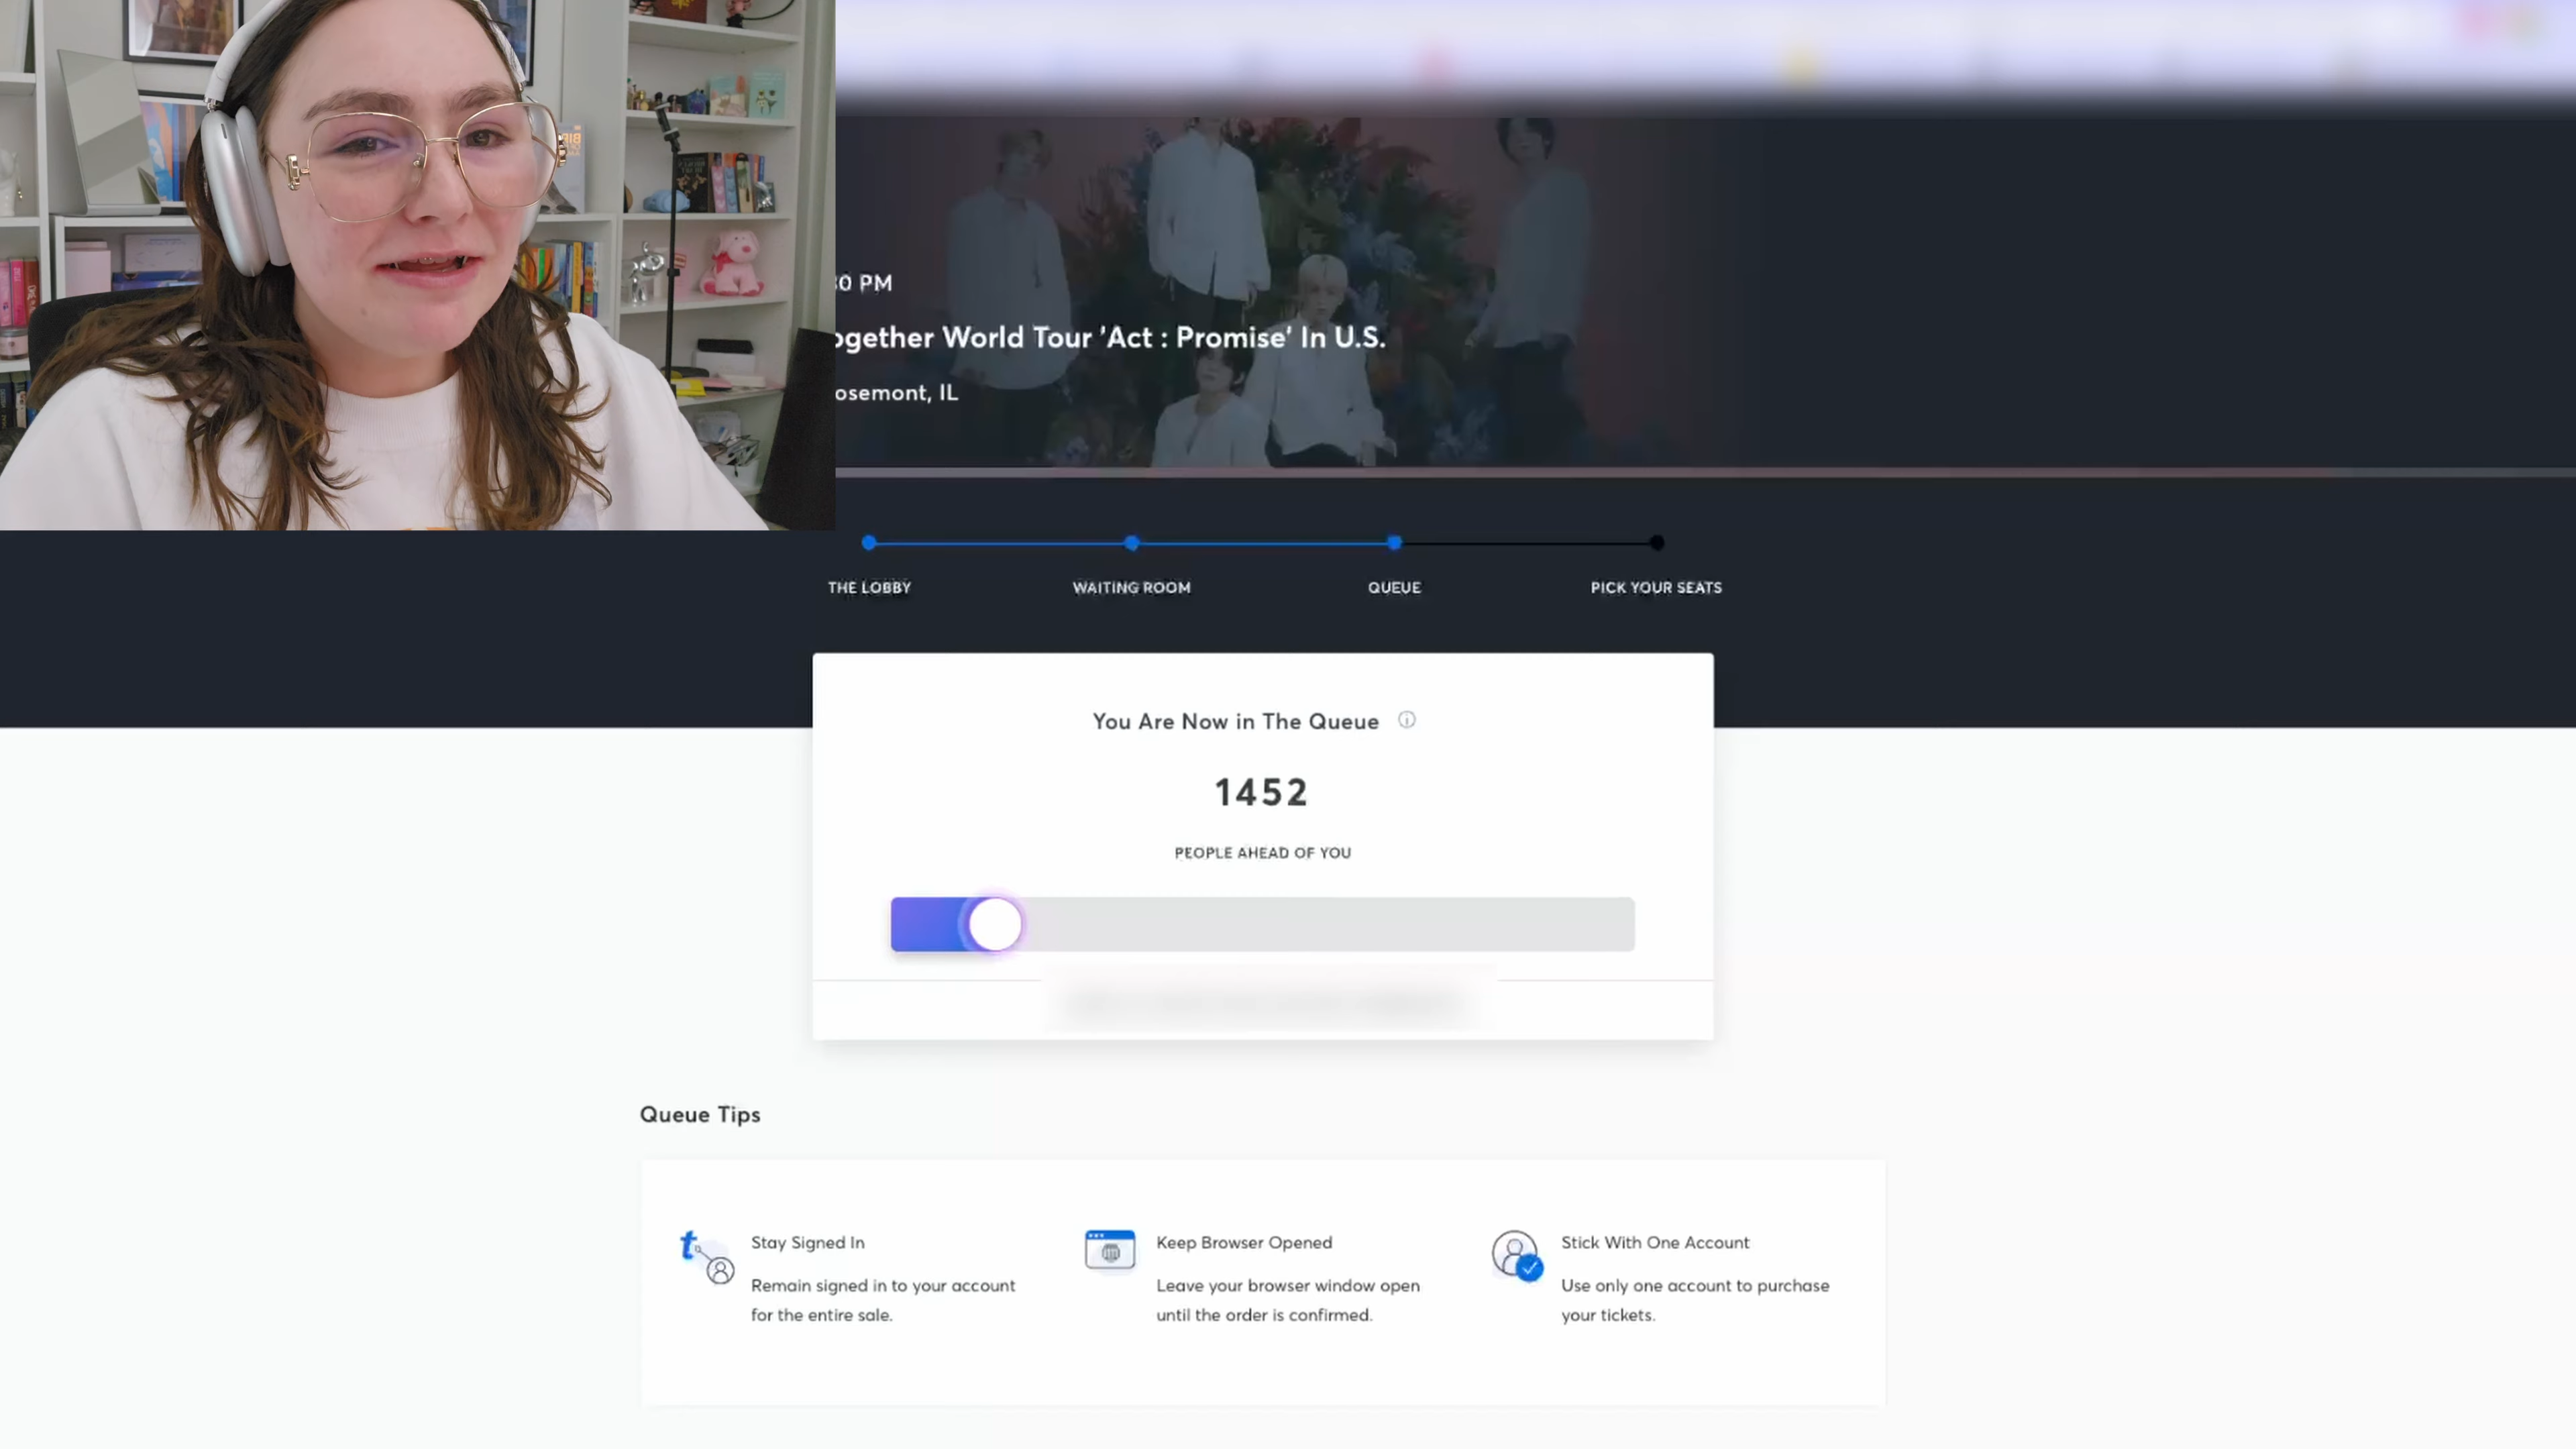 :30 PM
ogether World Tour 'Act : Promise' In U.S.
osemont, IL
THE LOBBY
WAITING ROOM
QUEUE
PICK YOUR SEATS
You Are Now in The Queue
1452
PEOPLE AHEAD OF YOU
Queue Tips
Stay Signed In
Remain signed in to your account
for the entire sale.
Keep Browser Opened
Leave your browser window open
until the order is confirmed.
Stick With One Account
Use only one account to purchase
your tickets.